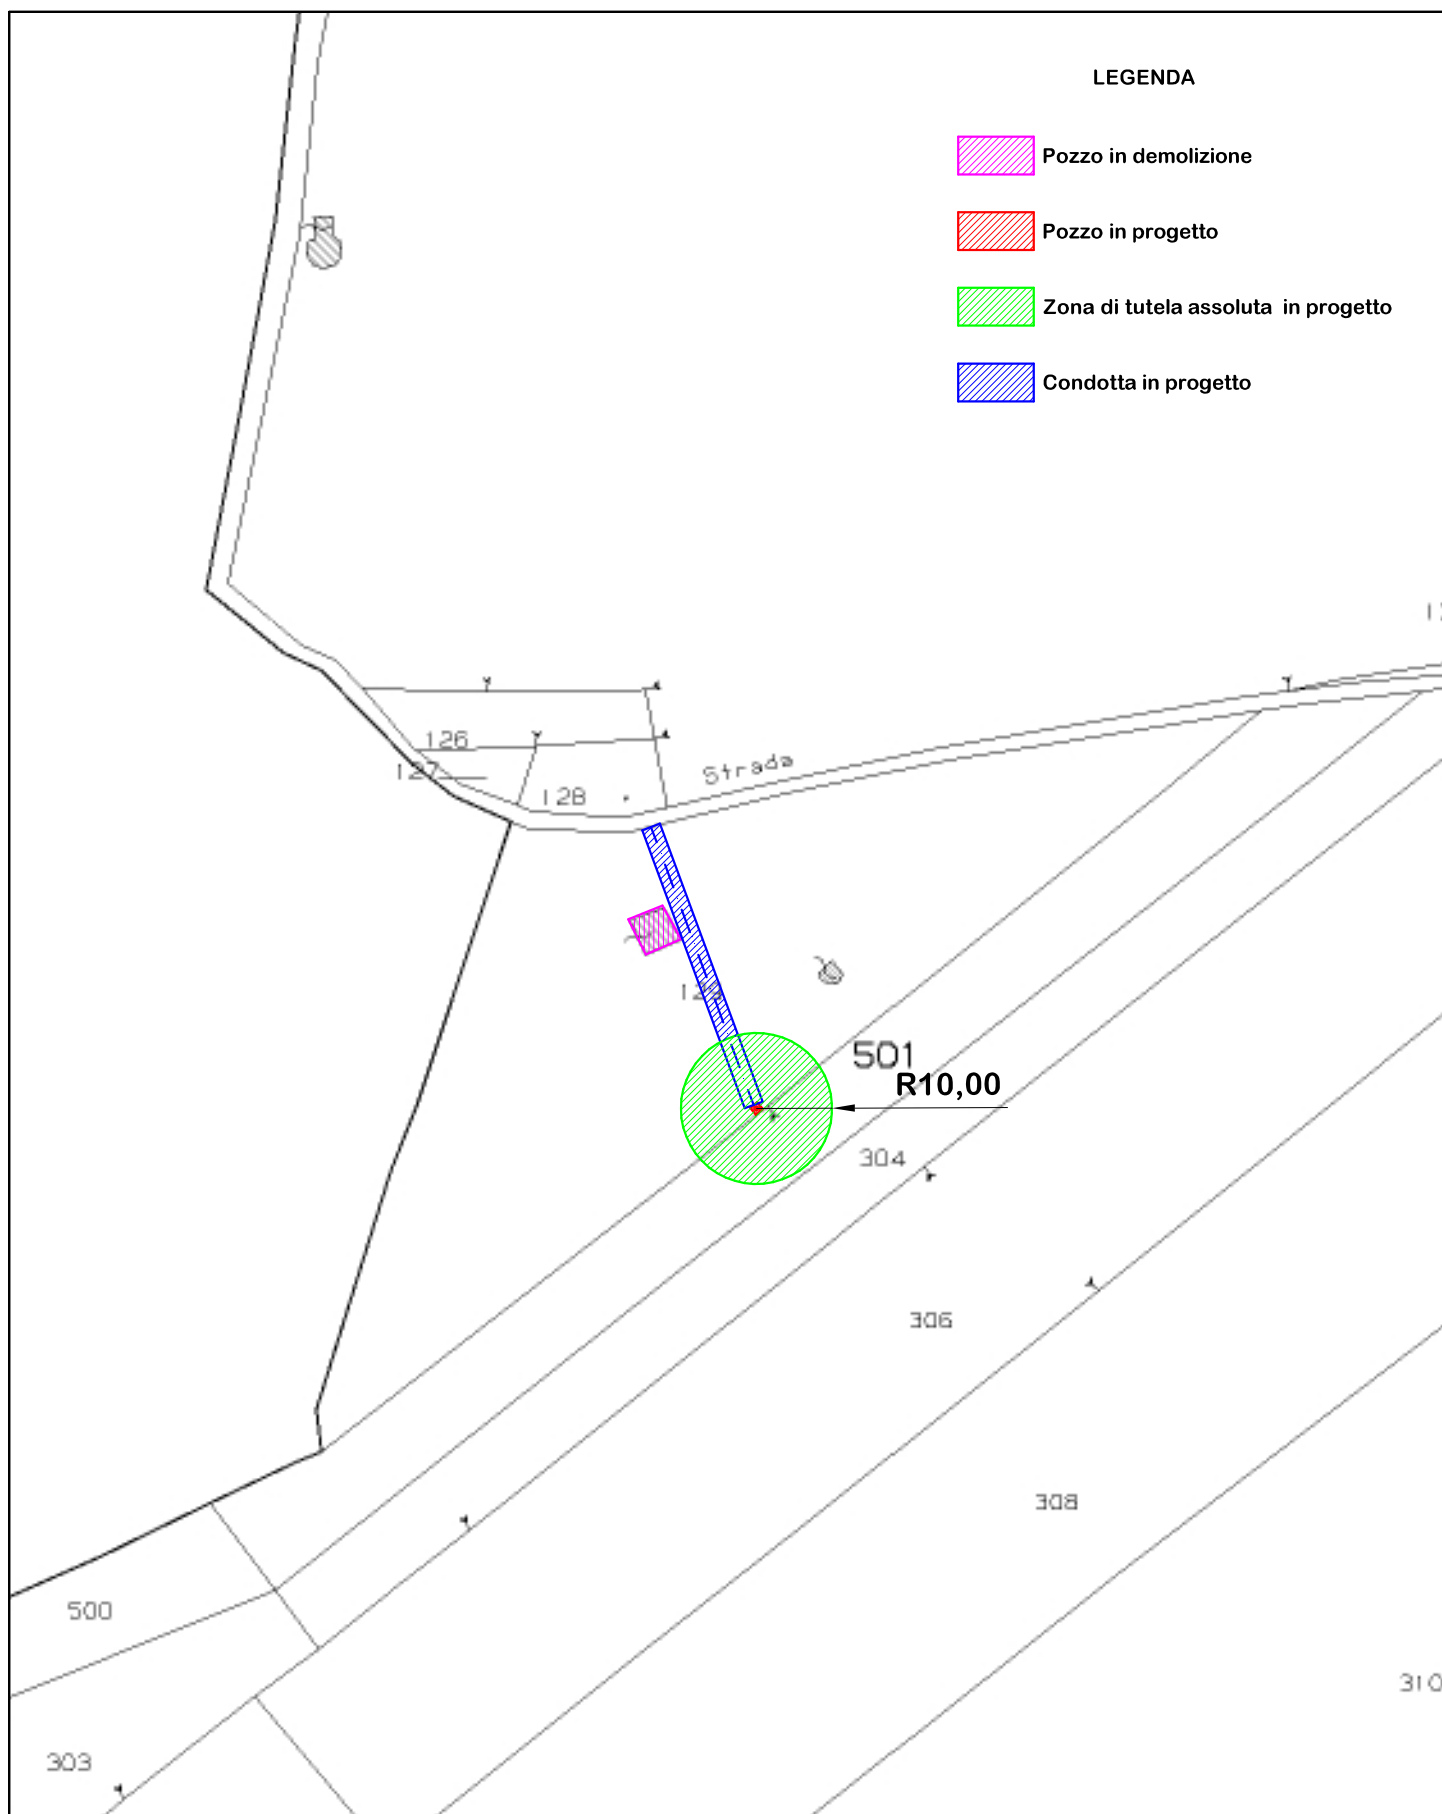 LEGENDA
Pozzo in demolizione
Pozzo in progetto
Zona di tutela assoluta in progetto
Condotta in progetto
126
127
Strada
128
501
R10,00
304
306
308
500
310
303